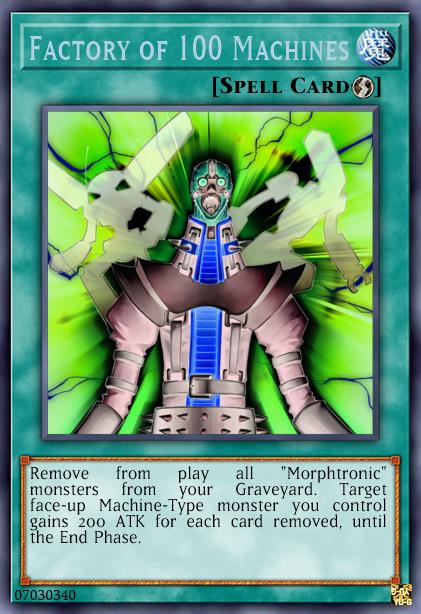 Factory of 100 Machines
魔
[Spell Card]
Remove from play all "Morphtronic"
monsters from your Graveyard. Target
face-up Machine-Type monster you control
gains 200 ATK for each card removed, until
the End Phase.
07030340